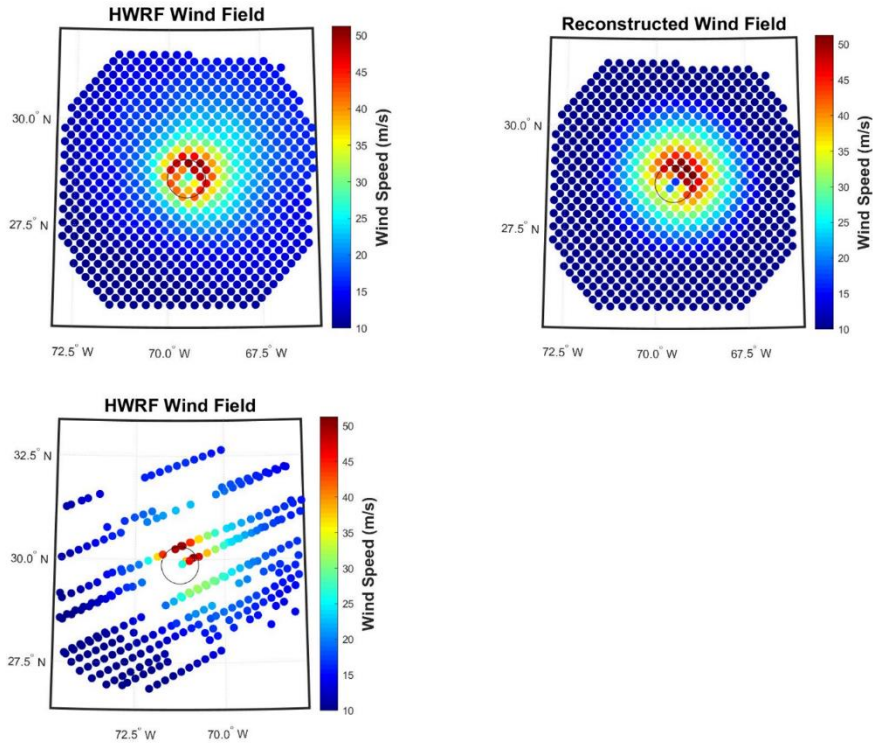 HWRF Wind Field
30.0° N
27.5° N
72.5° W
70.0° W
67.5° W
50
45
40
35
30
25
20
15
10
Wind Speed (m/s)
Reconstructed Wind Field
30.0° N
27.5° N
72.5° W
70.0° W
67.5° W
50
45
40
35
30
25
20
15
10
Wind Speed (m/s)
HWRF Wind Field
32.5° N
30.0° N
27.5° N
72.5° W
70.0° W
50
45
40
35
30
25
20
15
10
Wind Speed (m/s)